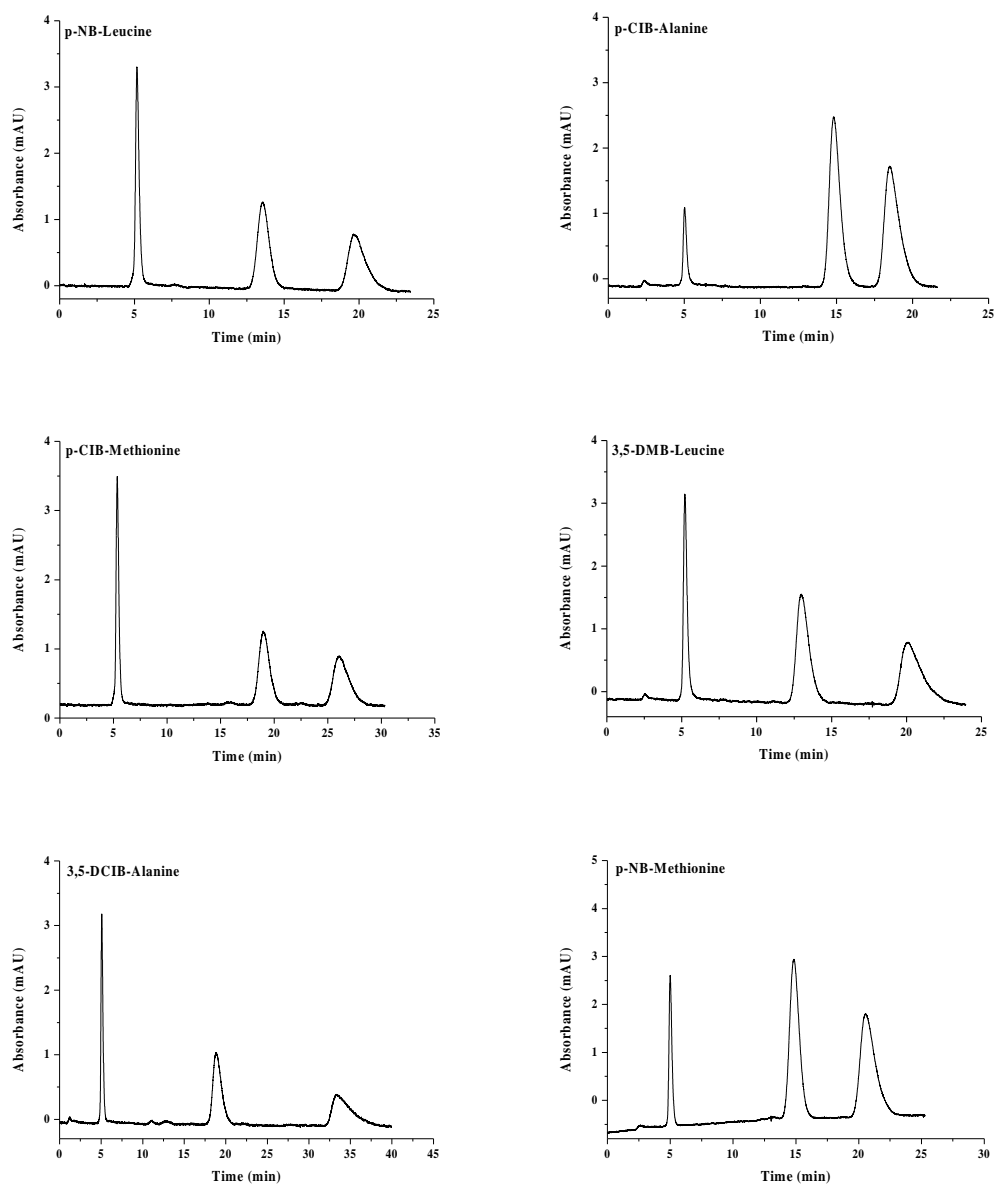 p-NB-Leucine
4
3
2
1
0
Absorbance (mAU)
0 5 10 15 20 25
Time (min)
p-CIB-Alanine
4
3
2
1
0
Absorbance (mAU)
0 5 10 15 20 25
Time (min)
p-CIB-Methionine
4
3
2
1
0
Absorbance (mAU)
0 5 10 15 20 25 30 35
Time (min)
3,5-DMB-Leucine
4
3
2
1
0
Absorbance (mAU)
0 5 10 15 20 25
Time (min)
3,5-DCIB-Alanine
4
3
2
1
0
Absorbance (mAU)
0 5 10 15 20 25 30 35 40 45
Time (min)
p-NB-Methionine
5
4
3
2
1
0
Absorbance (mAU)
0 5 10 15 20 25 30
Time (min)